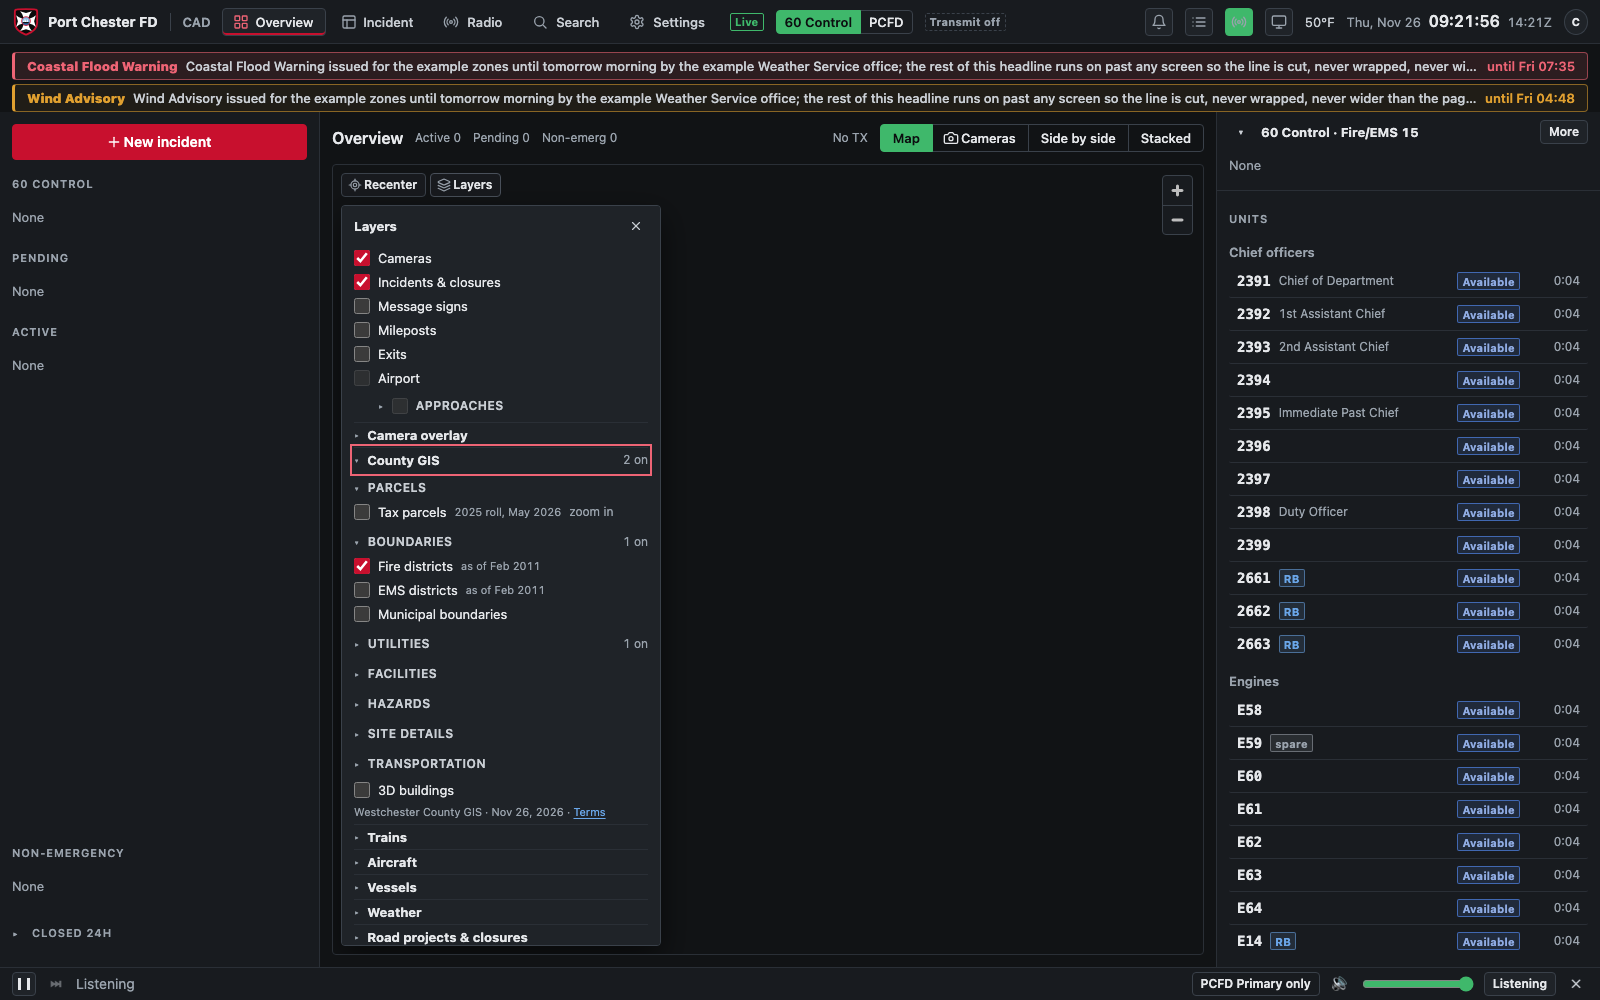 Port Chester FD CAD Overview Incident Radio Search Settings Live 60 Control PCFD Transmit off 50°F Thu, Nov 26 09:21:56 14:21Z C
Coastal Flood Warning Coastal Flood Warning issued for the example zones until tomorrow morning by the example Weather Service office; the rest of this headline runs on past any screen so the line is cut, never wrapped, never wi... until Fri 07:35
Wind Advisory Wind Advisory issued for the example zones until tomorrow morning by the example Weather Service office; the rest of this headline runs on past any screen so the line is cut, never wrapped, never wider than the pag... until Fri 04:48
+ New incident
60 CONTROL
None
PENDING
None
ACTIVE
None
NON-EMERGENCY
None
CLOSED 24H
Overview Active 0 Pending 0 Non-emerg 0 No TX Map Cameras Side by side Stacked
Recenter Layers
Layers
Cameras
Incidents & closures
Message signs
Mileposts
Exits
Airport
APPROACHES
Camera overlay
County GIS 2 on
PARCELS
Tax parcels 2025 roll, May 2026 zoom in
BOUNDARIES 1 on
Fire districts as of Feb 2011
EMS districts as of Feb 2011
Municipal boundaries
UTILITIES 1 on
FACILITIES
HAZARDS
SITE DETAILS
TRANSPORTATION
3D buildings
Westchester County GIS · Nov 26, 2026 · Terms
Trains
Aircraft
Vessels
Weather
Road projects & closures
60 Control · Fire/EMS 15 More
None
UNITS
Chief officers
2391 Chief of Department Available 0:04
2392 1st Assistant Chief Available 0:04
2393 2nd Assistant Chief Available 0:04
2394 Available 0:04
2395 Immediate Past Chief Available 0:04
2396 Available 0:04
2397 Available 0:04
2398 Duty Officer Available 0:04
2399 Available 0:04
2661 RB Available 0:04
2662 RB Available 0:04
2663 RB Available 0:04
Engines
E58 Available 0:04
E59 spare Available 0:04
E60 Available 0:04
E61 Available 0:04
E62 Available 0:04
E63 Available 0:04
E64 Available 0:04
E14 RB Available 0:04
Listening PCFD Primary only Listening